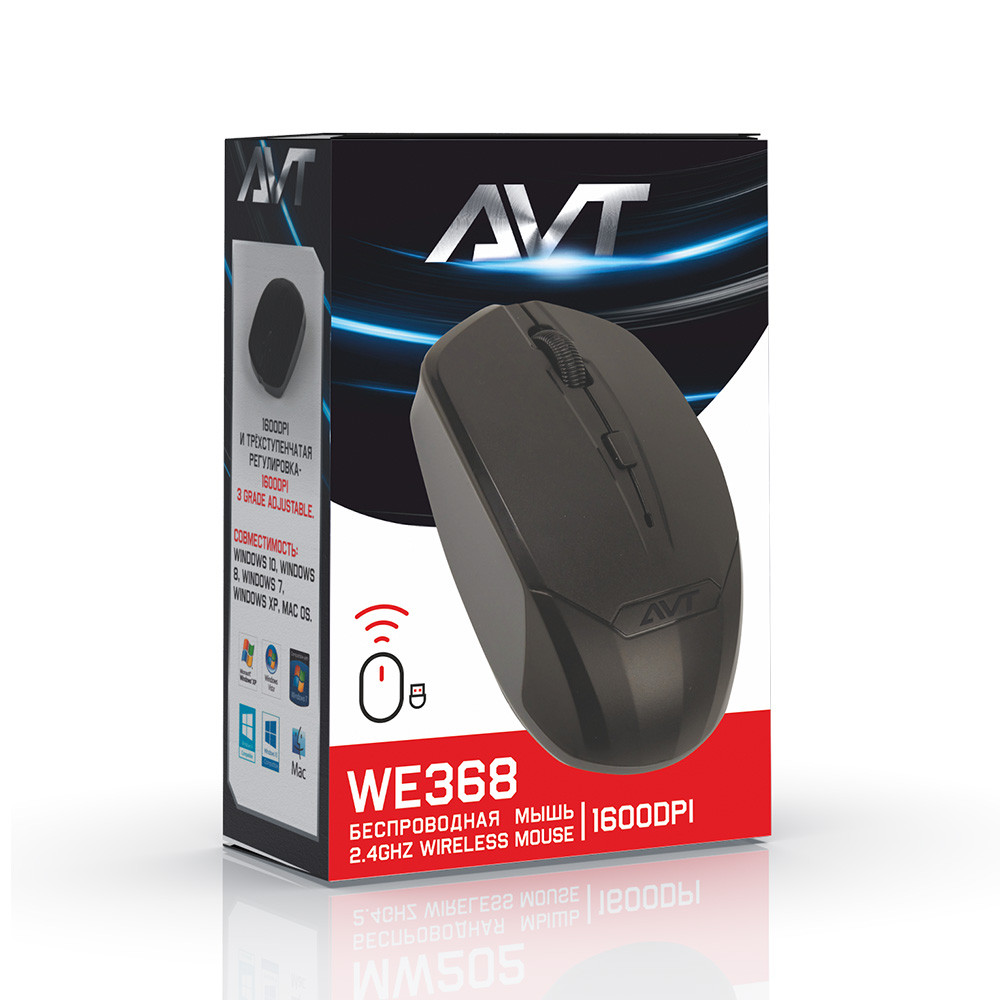 AVT
1600DPI
И ТРЁХСТУПЕНЧАТАЯ
РЕГУЛИРОВКА-
1600DPI
3 GRADE ADJUSTABLE.
СОВМЕСТИМОСТЬ:
WINDOWS 10, WINDOWS
8, WINDOWS 7,
WINDOWS XP, MAC OS.
Mac
AVT
AVT
WE368
БЕСПРОВОДНАЯ МЫШЬ
2.4GHZ WIRELESS MOUSE
1600DPI